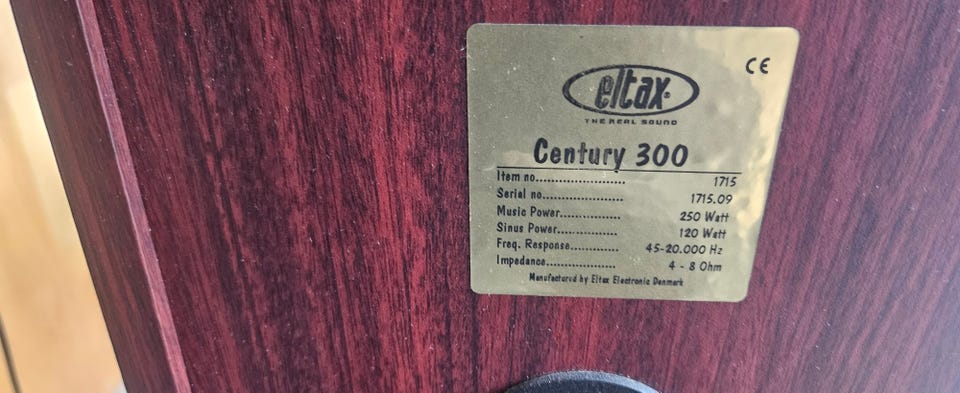 CE
eltax®
THE REAL SOUND
Century 300
Item no....................... 1715
Serial no..................... 1715.09
Music Power................ 250 Watt
Sinus Power................ 120 Watt
Freq. Response............. 45-20.000 Hz
Impedance................... 4 - 8 Ohm
Manufactured by Eltax Electronic Denmark